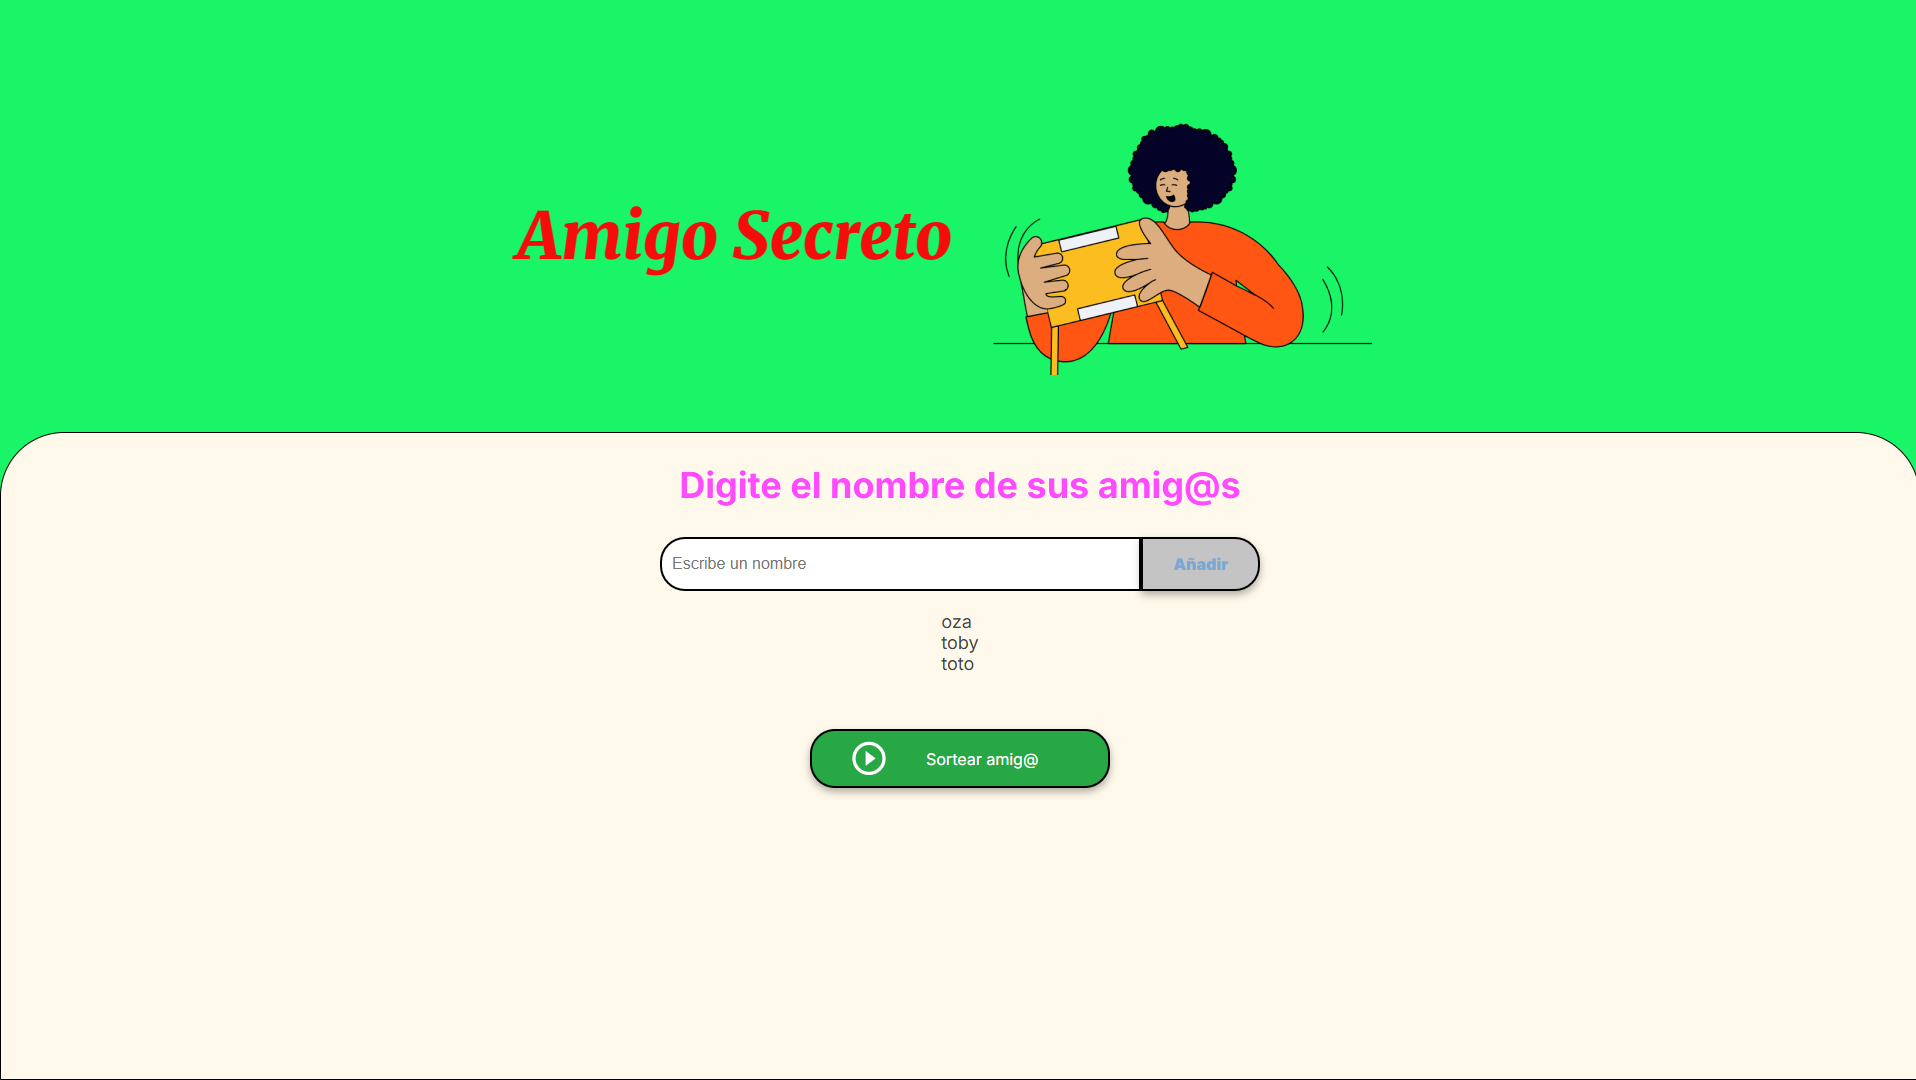 Amigo Secreto
Digite el nombre de sus amig@s
Escribe un nombre
Añadir
oza
toby
toto
Sortear amig@